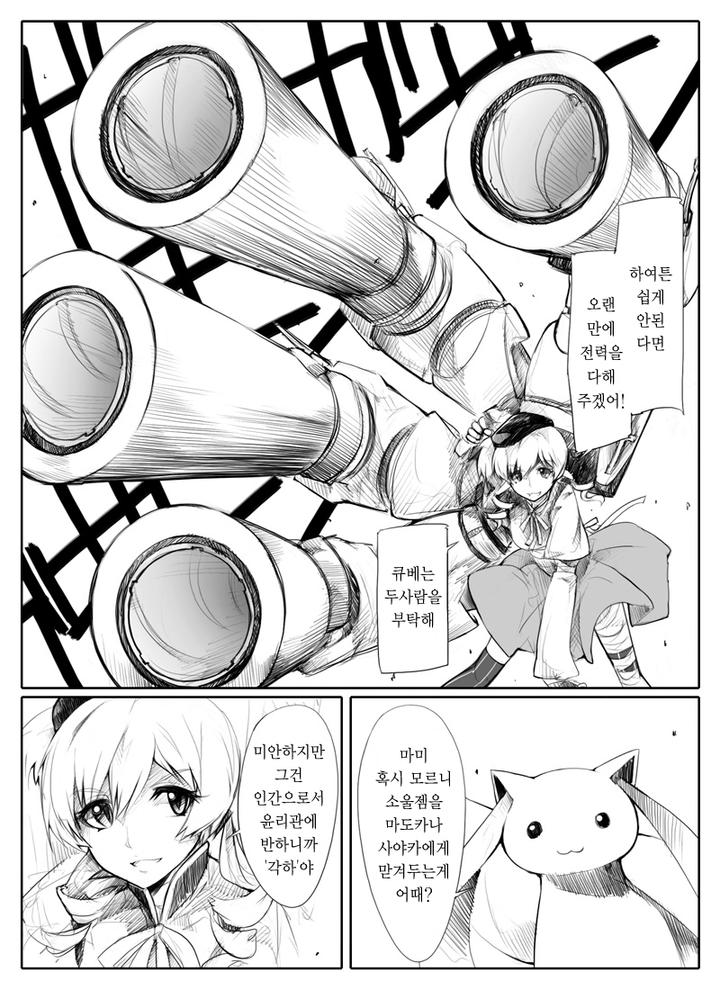 하여튼
쉽게
안된
다면
오랜
만에
전력을
다해
주겠어!
큐베는
두사람을
부탁해
마미
혹시 모르니
소울젬을
마도카나
사야카에게
맡겨두는게
어때?
미안하지만
그건
인간으로서
윤리관에
반하니까
'각하'야